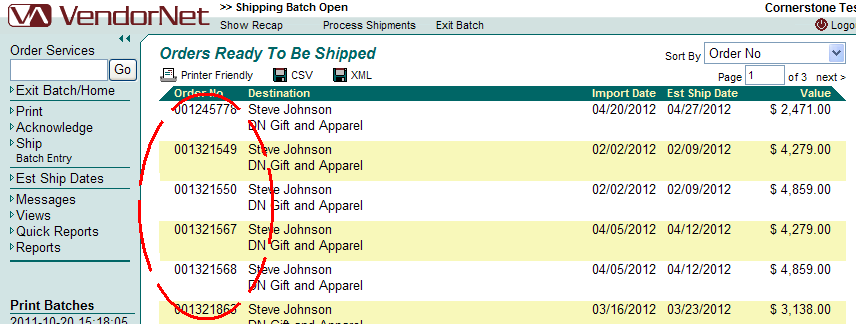 VA VendorNet
>> Shipping Batch Open
Cornerstone Tes
Show Recap Process Shipments Exit Batch
Logo
Order Services
Go
Exit Batch/Home
Print
Acknowledge
Ship
Batch Entry
Est Ship Dates
Messages
Views
Quick Reports
Reports
Print Batches
2011-10-20 15:18:05
Orders Ready To Be Shipped
Sort By Order No
Printer Friendly CSV XML
Page 1 of 3 next >
Order No Destination Import Date Est Ship Date Value
001245778 Steve Johnson 04/20/2012 04/27/2012 $ 2,471.00
DN Gift and Apparel
001321549 Steve Johnson 02/02/2012 02/09/2012 $ 4,279.00
DN Gift and Apparel
001321550 Steve Johnson 02/02/2012 02/09/2012 $ 4,859.00
DN Gift and Apparel
001321567 Steve Johnson 04/05/2012 04/12/2012 $ 4,279.00
DN Gift and Apparel
001321568 Steve Johnson 04/05/2012 04/12/2012 $ 4,859.00
DN Gift and Apparel
001321863 Steve Johnson 03/16/2012 03/23/2012 $ 3,138.00
DN Gift and Apparel